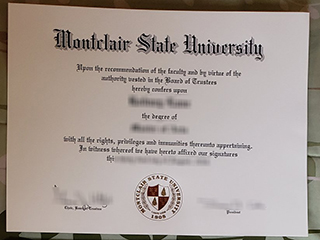 Montclair State University
Upon the recommendation of the faculty and by virtue of the
authority vested in the Board of Trustees
hereby confers upon
the degree of
with all the rights, privileges and immunities thereunto appertaining.
In witness whereof we have hereto affixed our signatures
MONTCLAIR STATE UNIVERSITY
1908
President